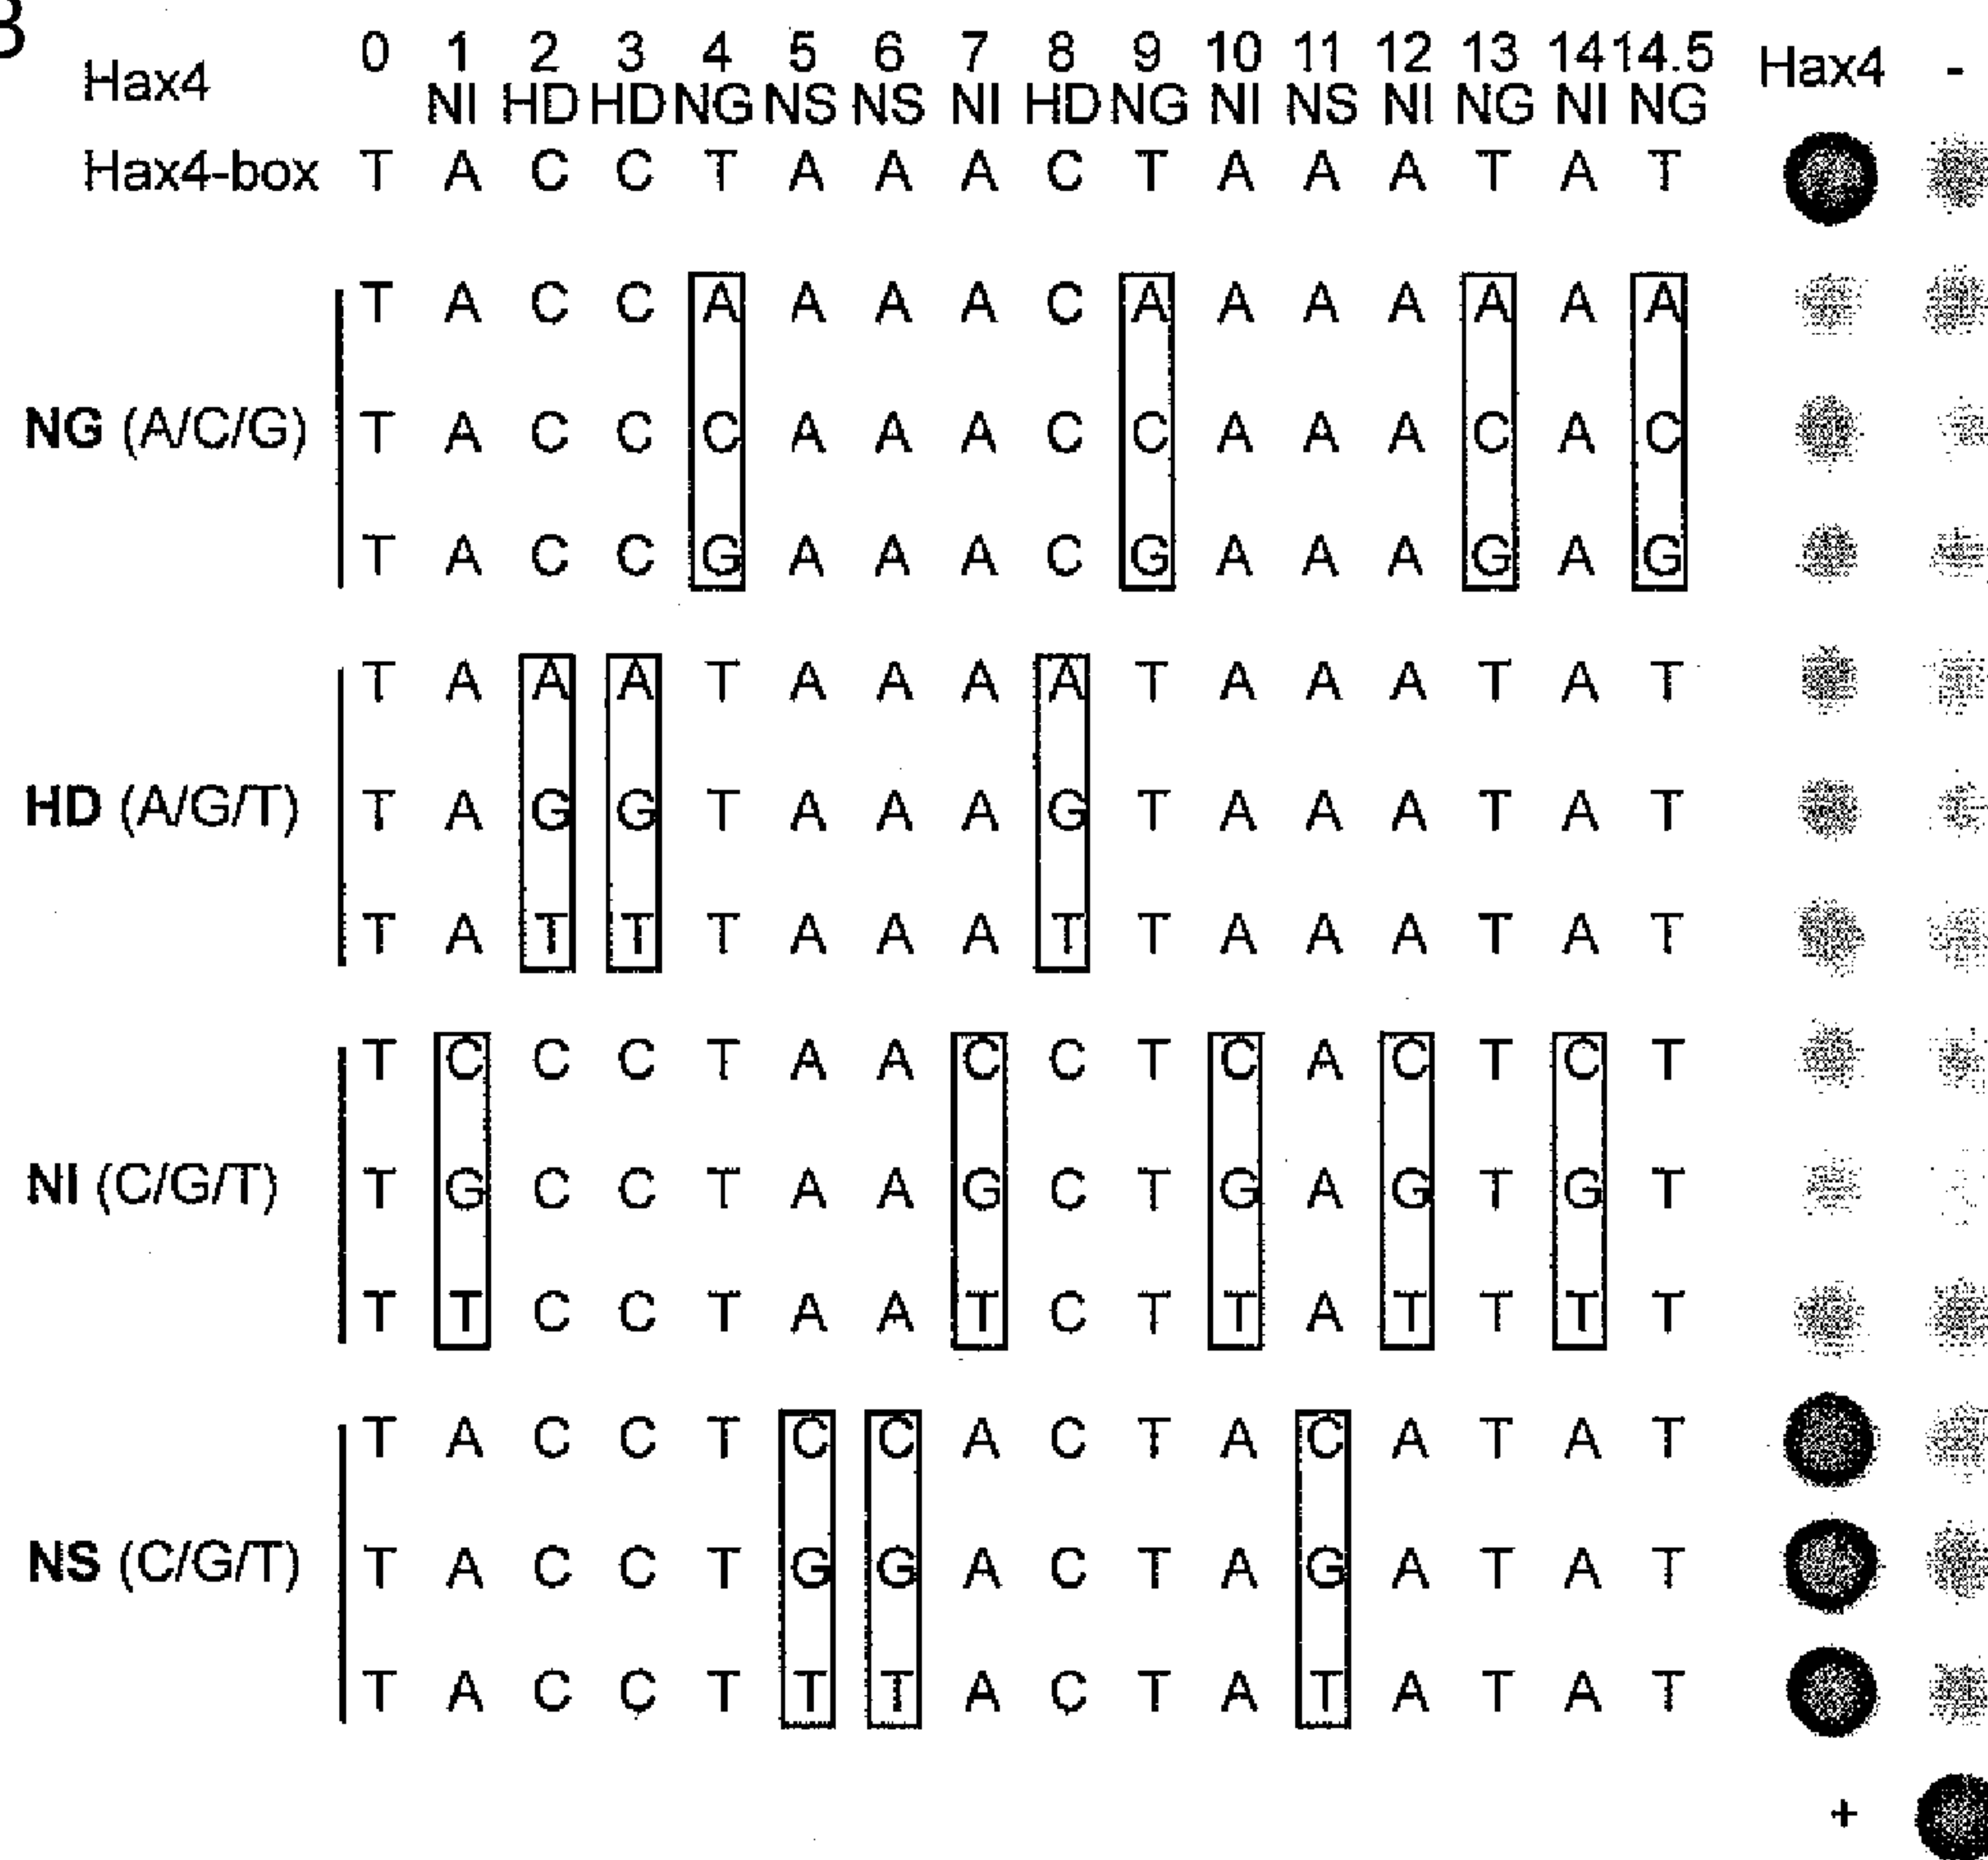 B
0 1 2 3 4 5 6 7 8 9 10 11 12 13 14 14.5
Hax4 NI HD HD NG NS NS NI HD NG NI NS NI NG NI NG Hax4 -
Hax4-box T A C C T A A A C T A A A T A T
T A C C A A A A C A A A A A A A
NG (A/C/G) T A C C C A A A C C A A A C A C
T A C C G A A A C G A A A G A G
T A A A T A A A A T A A A T A T
HD (A/G/T) T A G G T A A A G T A A A T A T
T A T T T A A A T T A A A T A T
T C C C T A A C C T C A C T C T
NI (C/G/T) T G C C T A A G C T G A G T G T
T T C C T A A T C T T A T T T T
T A C C T C C A C T A C A T A T
NS (C/G/T) T A C C T G G A C T A G A T A T
T A C C T T T A C T A T A T A T
+